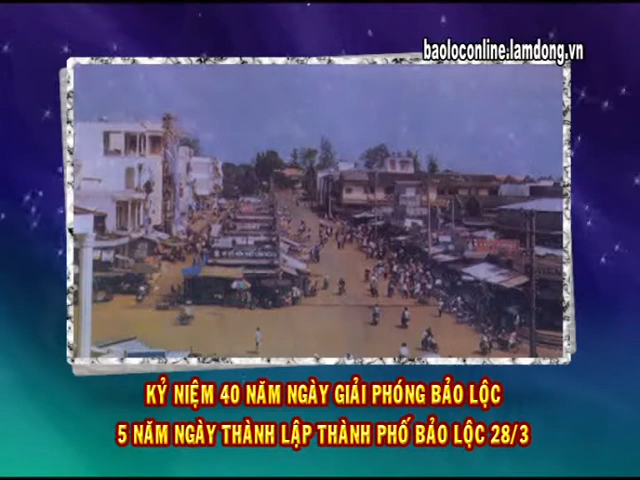 baoloconline.lamdong.vn
KỶ NIỆM 40 NĂM NGÀY GIẢI PHÓNG BẢO LỘC
5 NĂM NGÀY THÀNH LẬP THÀNH PHỐ BẢO LỘC 28/3